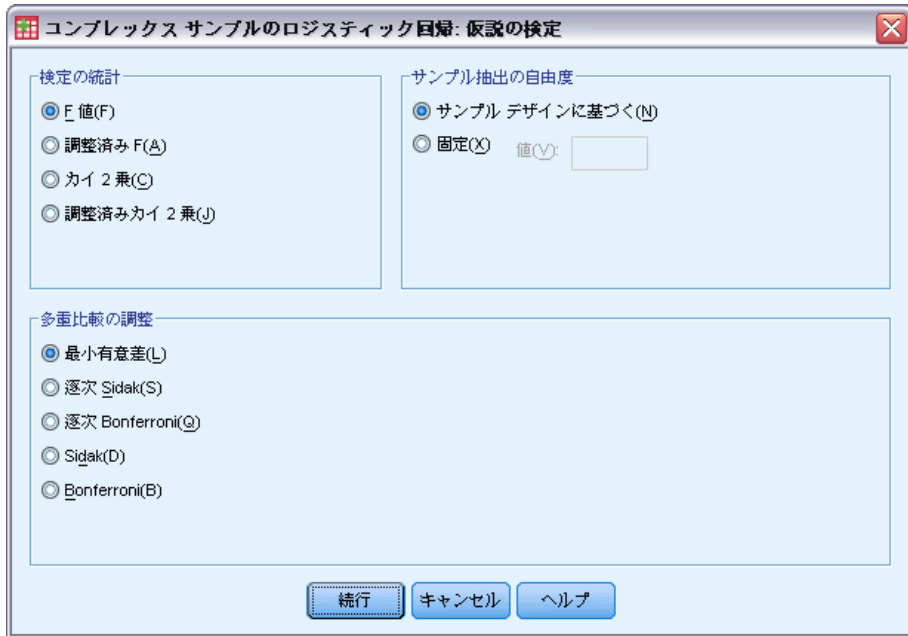 コンプレックス サンプルのロジスティック回帰: 仮説の検定
検定の統計
F 値(F)
調整済み F(A)
カイ 2 乗(C)
調整済みカイ 2 乗(J)
サンプル抽出の自由度
サンプル デザインに基づく(N)
固定(X) 値(V):
多重比較の調整
最小有意差(L)
逐次 Sidak(S)
逐次 Bonferroni(Q)
Sidak(D)
Bonferroni(B)
続行 キャンセル ヘルプ